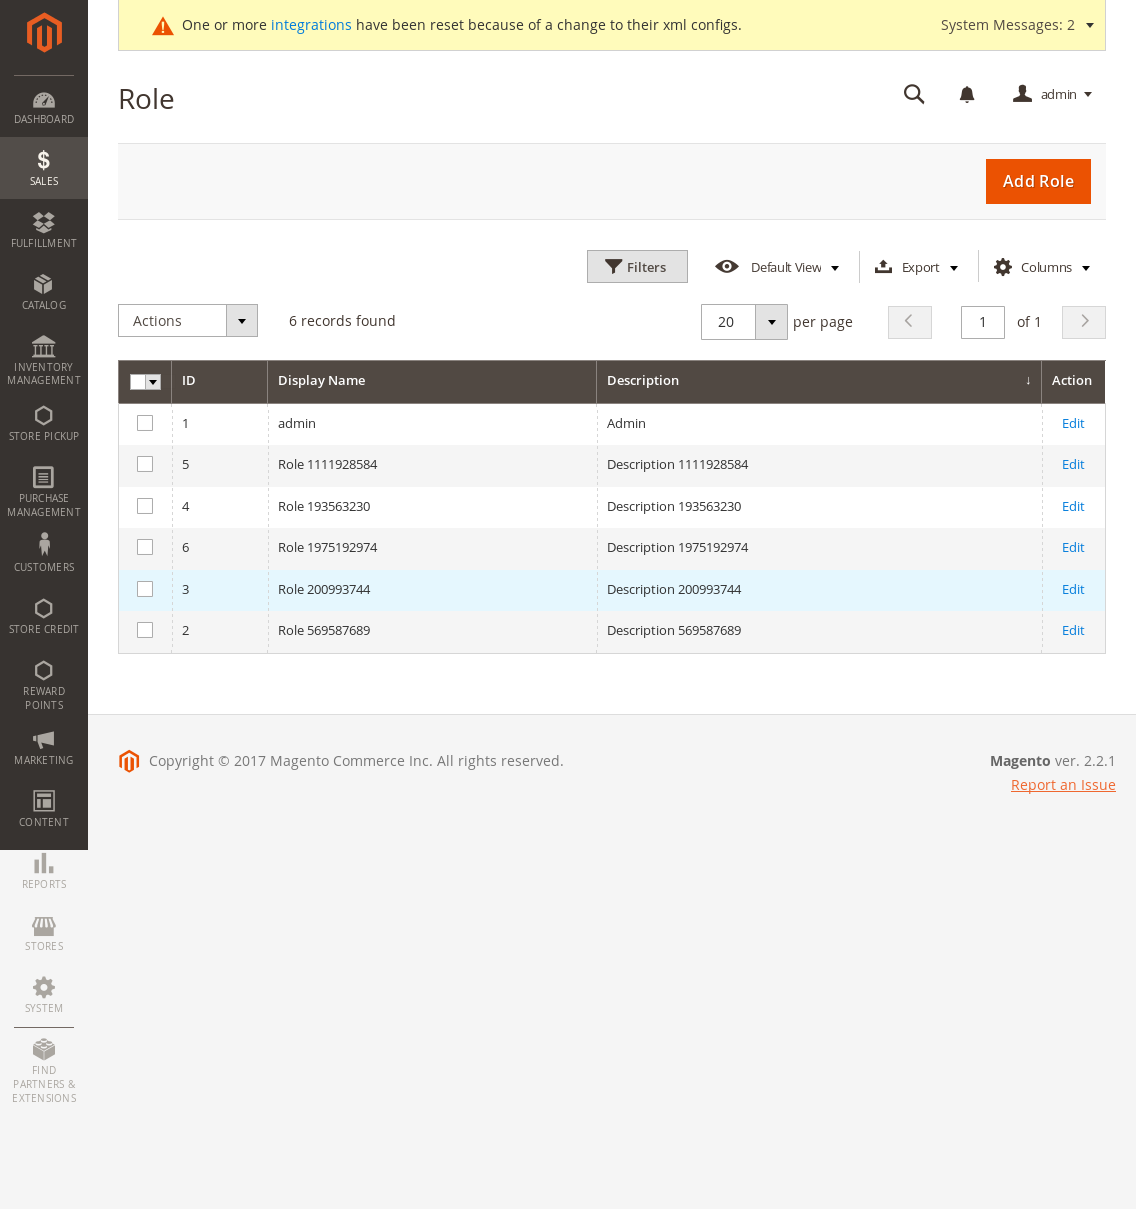 One or more integrations have been reset because of a change to their xml configs.
System Messages: 2
Role
admin
Add Role
Filters
Default View
Export
Columns
Actions
6 records found
20
per page
1
of 1
ID Display Name Description ↓ Action
1 admin Admin Edit
5 Role 1111928584 Description 1111928584 Edit
4 Role 193563230 Description 193563230 Edit
6 Role 1975192974 Description 1975192974 Edit
3 Role 200993744 Description 200993744 Edit
2 Role 569587689 Description 569587689 Edit
Copyright © 2017 Magento Commerce Inc. All rights reserved.
Magento ver. 2.2.1
Report an Issue
DASHBOARD
$
SALES
FULFILLMENT
CATALOG
INVENTORY
MANAGEMENT
STORE PICKUP
PURCHASE
MANAGEMENT
CUSTOMERS
STORE CREDIT
REWARD
POINTS
MARKETING
CONTENT
REPORTS
STORES
SYSTEM
FIND
PARTNERS &
EXTENSIONS